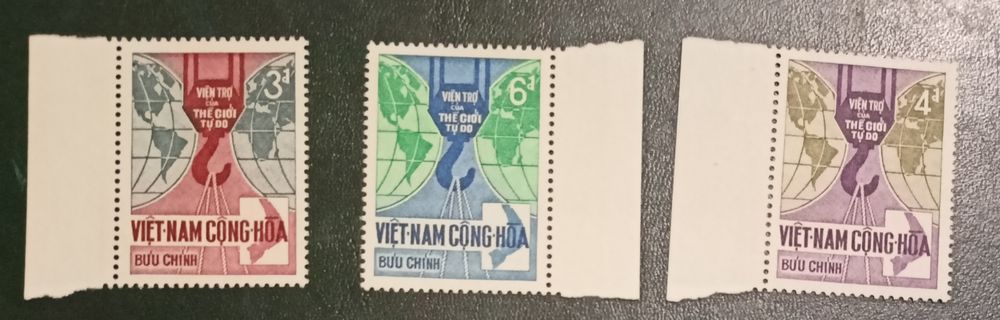 3đ
VIỆN TRỢ
CỦA
THẾ GIỚI
TỰ DO
VIỆT-NAM CỘNG-HÒA
BƯU CHÍNH
6đ
VIỆN TRỢ
CỦA
THẾ GIỚI
TỰ DO
VIỆT-NAM CỘNG-HÒA
BƯU CHÍNH
4đ
VIỆN TRỢ
CỦA
THẾ GIỚI
TỰ DO
VIỆT-NAM CỘNG-HÒA
BƯU CHÍNH